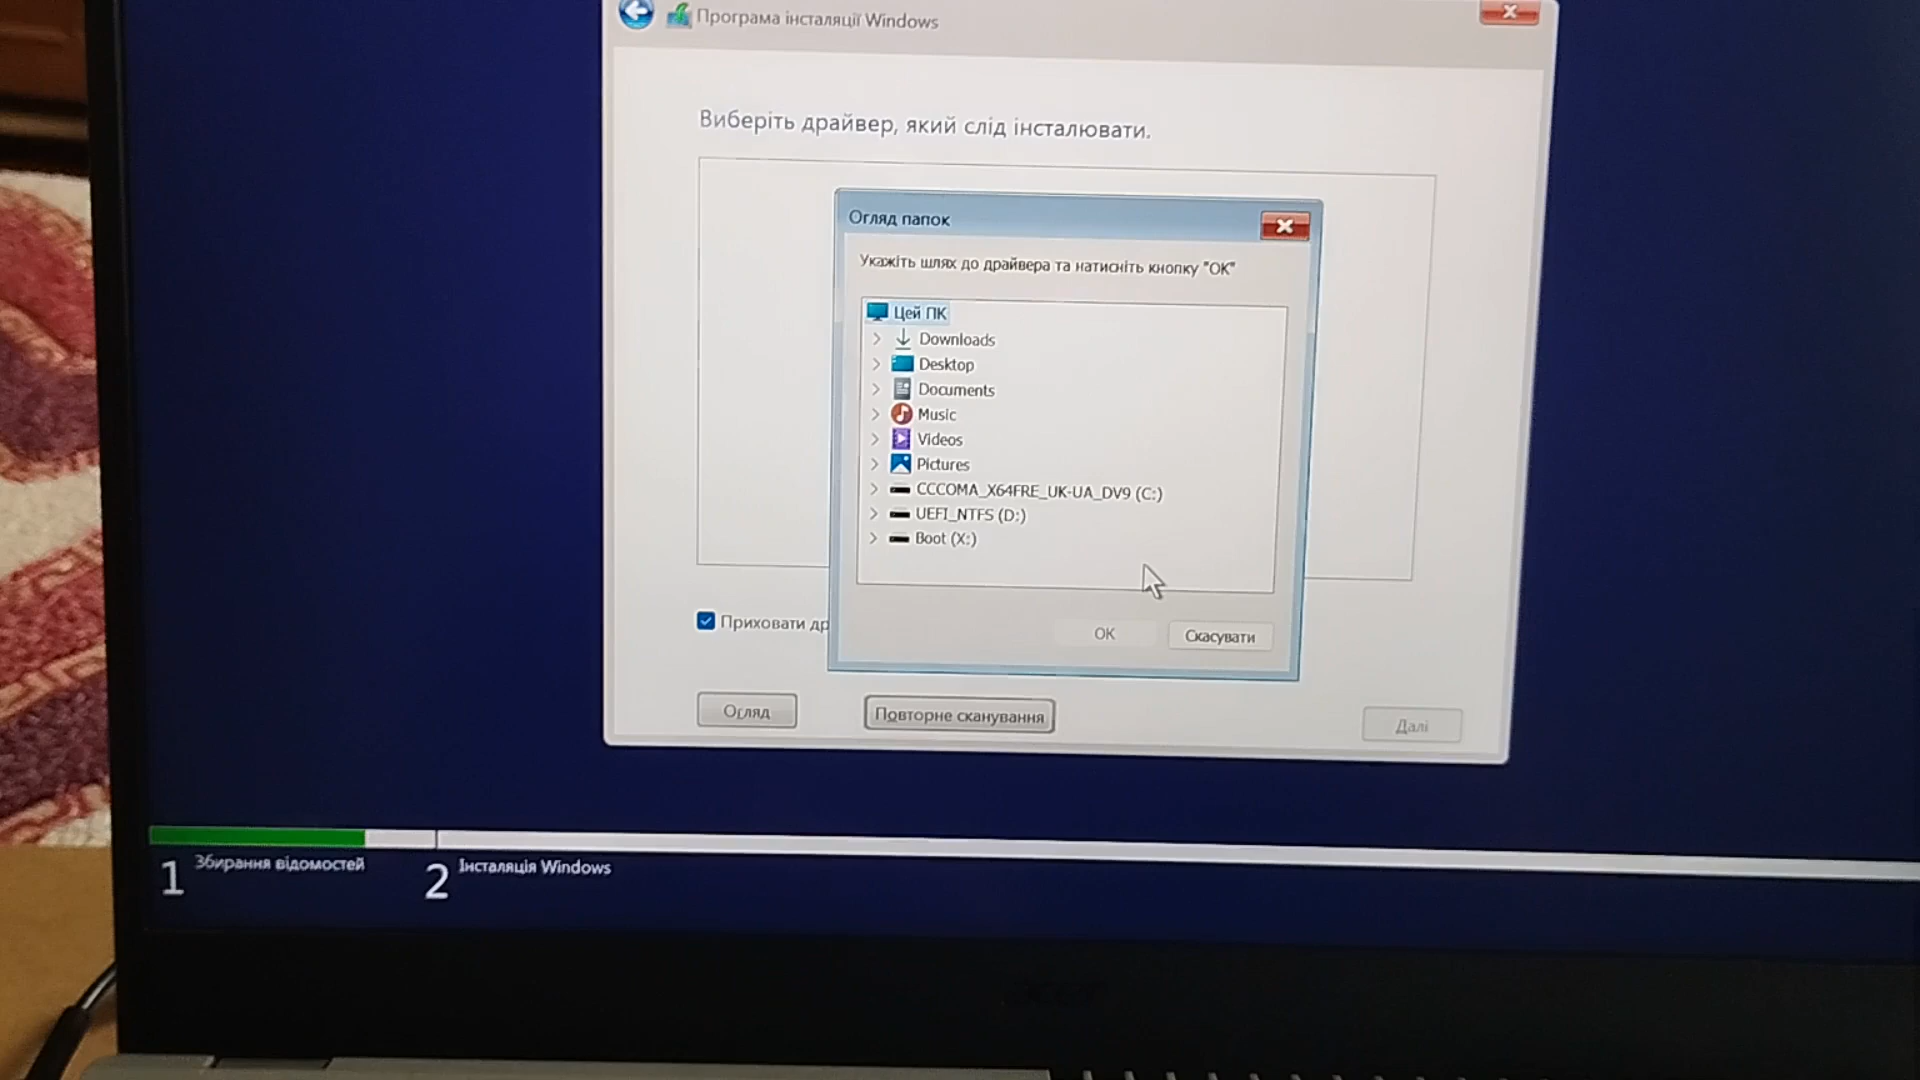 Програма інсталяції Windows
Виберіть драйвер, який слід інсталювати.
Огляд папок
Укажіть шлях до драйвера та натисніть кнопку "ОК"
Цей ПК
Downloads
Desktop
Documents
Music
Videos
Pictures
CCCOMA_X64FRE_UK-UA_DV9 (C:)
UEFI_NTFS (D:)
Boot (X:)
ОК
Скасувати
Приховати др
Огляд
Повторне сканування
Далі
1 Збирання відомостей
2 Інсталяція Windows